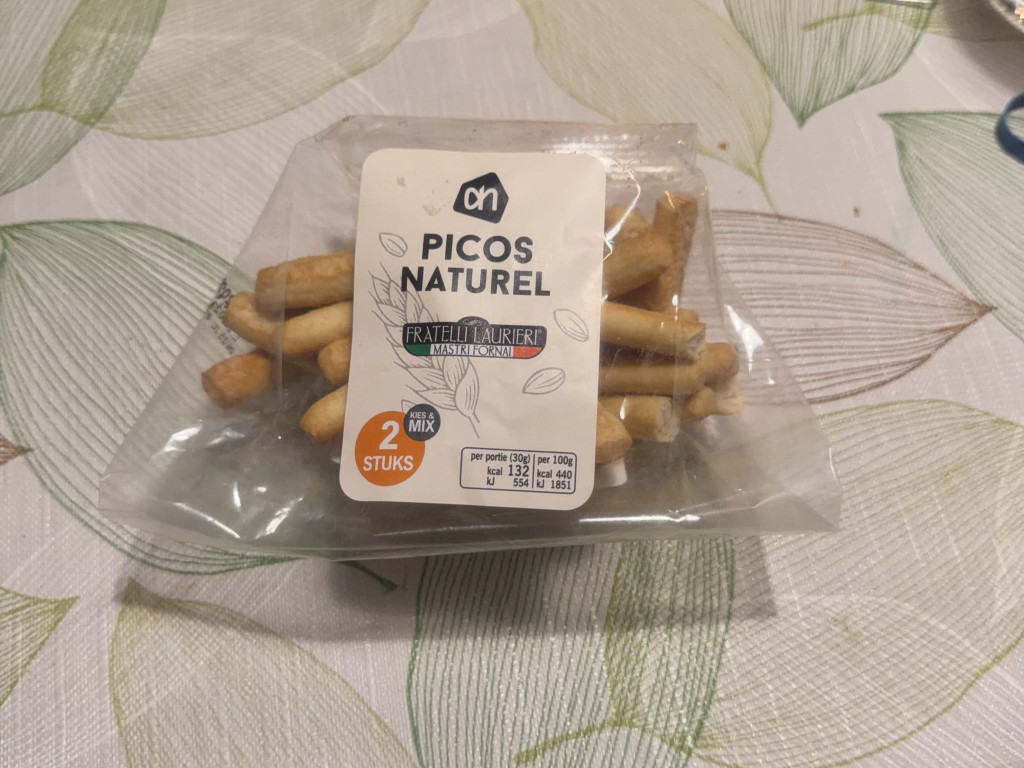 ah
PICOS
NATUREL
FRATELLI LAURIERI
MASTRI FORNAI
KIES &
MIX
2
STUKS
per portie (30g) per 100g
kcal 132 kcal 440
kJ 554 kJ 1851